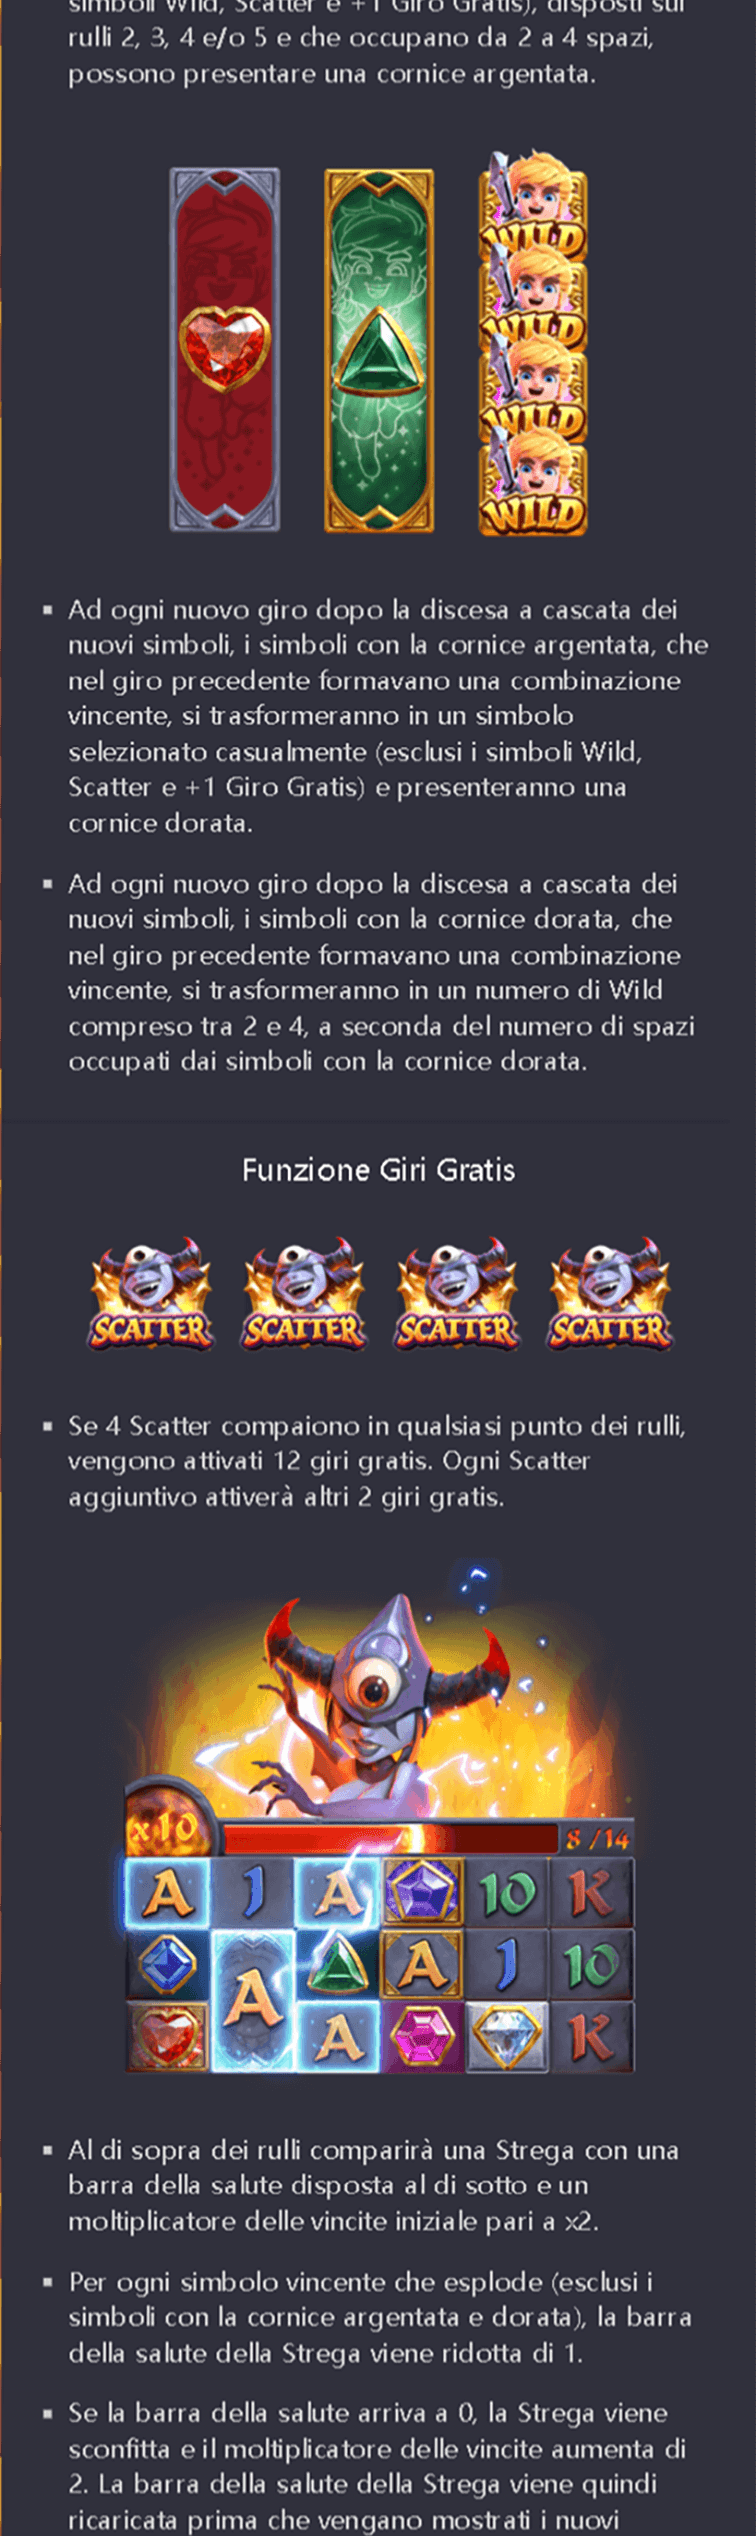 simboli Wild, Scatter e +1 Giro Gratis), disposti sui
rulli 2, 3, 4 e/o 5 e che occupano da 2 a 4 spazi,
possono presentare una cornice argentata.
WILD
WILD
WILD
WILD
▪ Ad ogni nuovo giro dopo la discesa a cascata dei
nuovi simboli, i simboli con la cornice argentata, che
nel giro precedente formavano una combinazione
vincente, si trasformeranno in un simbolo
selezionato casualmente (esclusi i simboli Wild,
Scatter e +1 Giro Gratis) e presenteranno una
cornice dorata.
▪ Ad ogni nuovo giro dopo la discesa a cascata dei
nuovi simboli, i simboli con la cornice dorata, che
nel giro precedente formavano una combinazione
vincente, si trasformeranno in un numero di Wild
compreso tra 2 e 4, a seconda del numero di spazi
occupati dai simboli con la cornice dorata.
Funzione Giri Gratis
SCATTER SCATTER SCATTER SCATTER
▪ Se 4 Scatter compaiono in qualsiasi punto dei rulli,
vengono attivati 12 giri gratis. Ogni Scatter
aggiuntivo attiverà altri 2 giri gratis.
x10 8/14
A J A 10 K
A A J 10
A K
▪ Al di sopra dei rulli comparirà una Strega con una
barra della salute disposta al di sotto e un
moltiplicatore delle vincite iniziale pari a x2.
▪ Per ogni simbolo vincente che esplode (esclusi i
simboli con la cornice argentata e dorata), la barra
della salute della Strega viene ridotta di 1.
▪ Se la barra della salute arriva a 0, la Strega viene
sconfitta e il moltiplicatore delle vincite aumenta di
2. La barra della salute della Strega viene quindi
ricaricata prima che vengano mostrati i nuovi